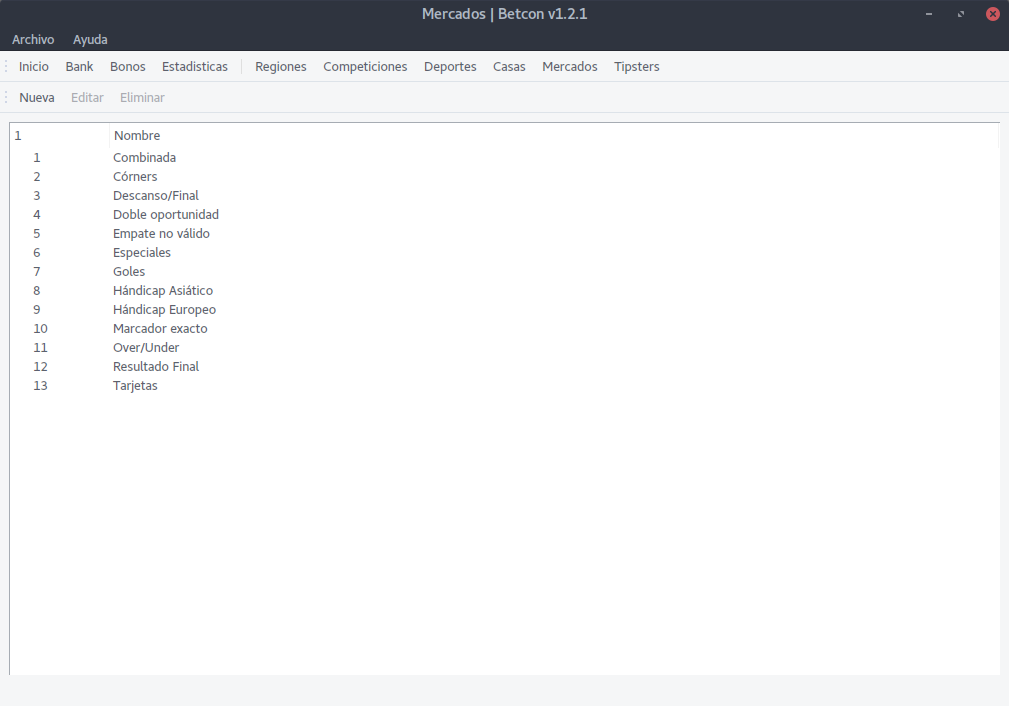 Mercados | Betcon v1.2.1
Archivo Ayuda
Inicio Bank Bonos Estadisticas Regiones Competiciones Deportes Casas Mercados Tipsters
Nueva Editar Eliminar
1 Nombre
1 Combinada
2 Córners
3 Descanso/Final
4 Doble oportunidad
5 Empate no válido
6 Especiales
7 Goles
8 Hándicap Asiático
9 Hándicap Europeo
10 Marcador exacto
11 Over/Under
12 Resultado Final
13 Tarjetas